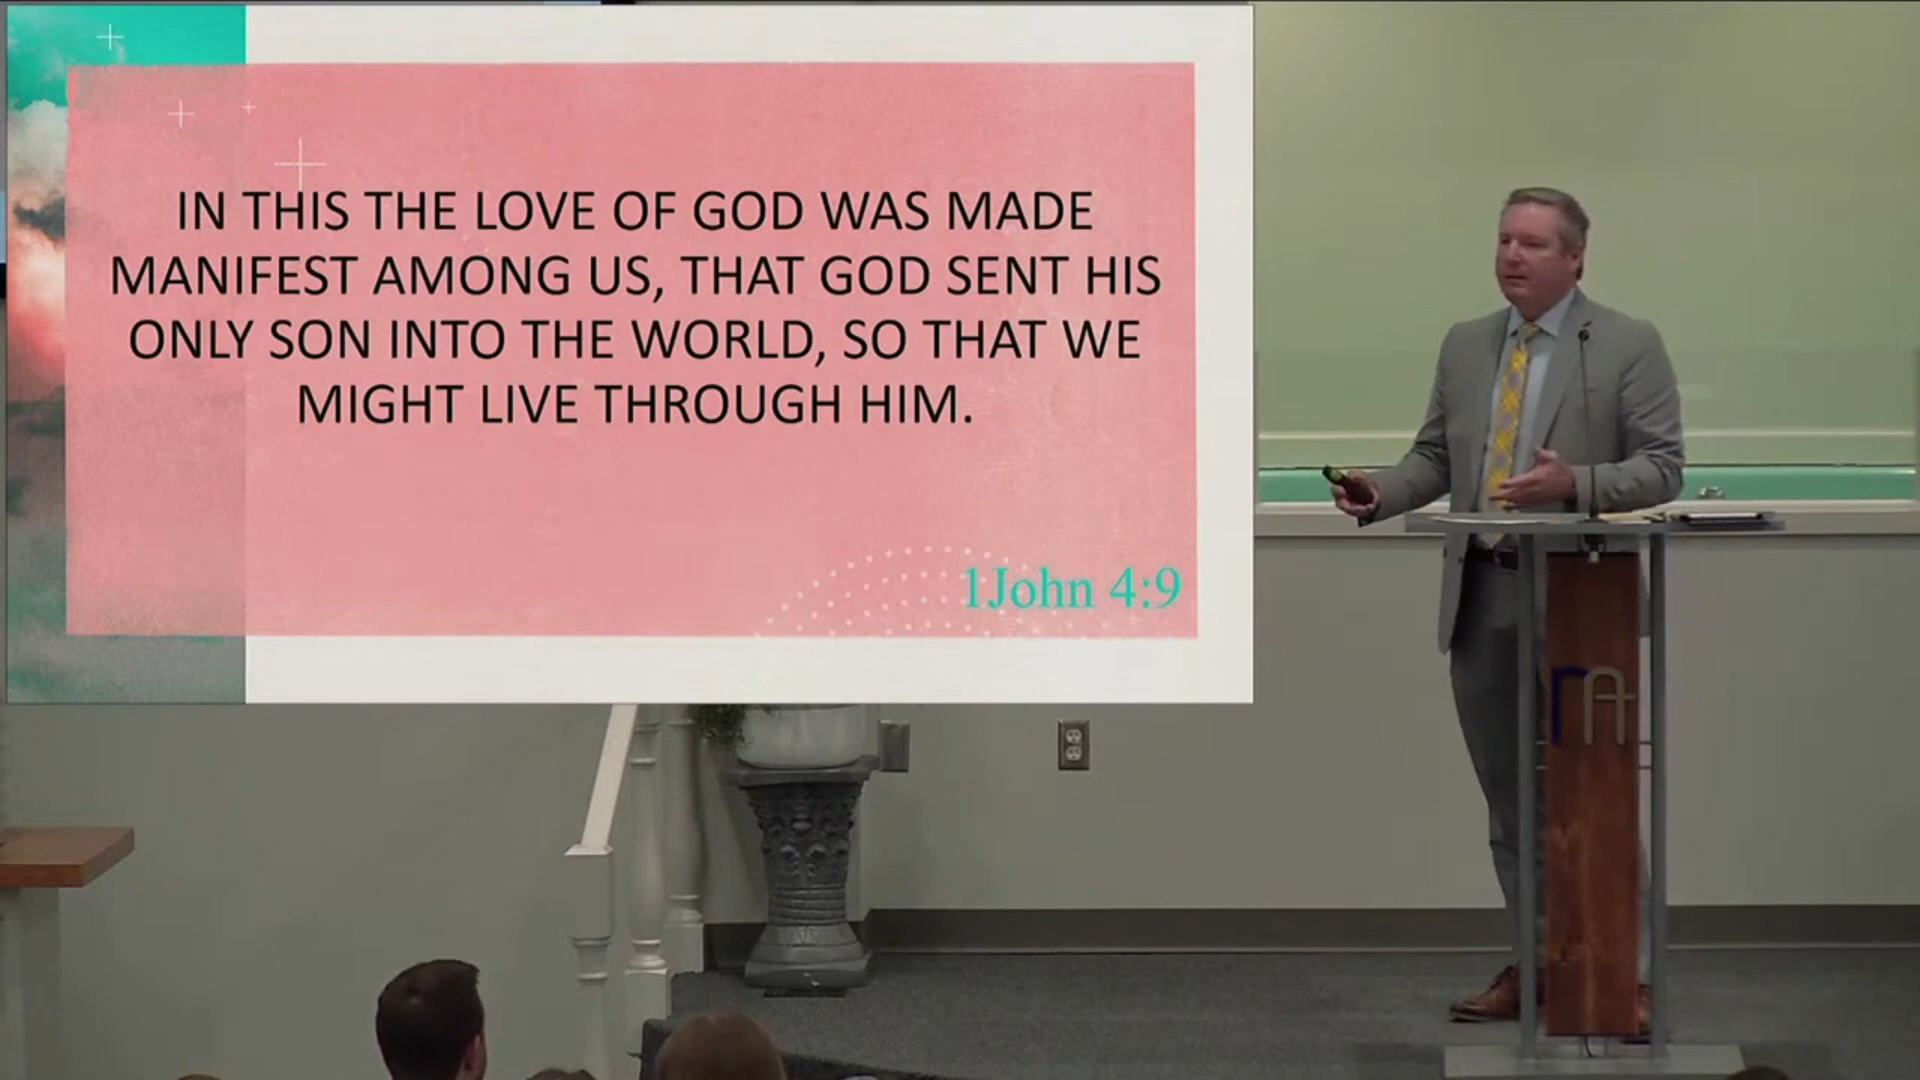 IN THIS THE LOVE OF GOD WAS MADE
MANIFEST AMONG US, THAT GOD SENT HIS
ONLY SON INTO THE WORLD, SO THAT WE
MIGHT LIVE THROUGH HIM.
1John 4:9